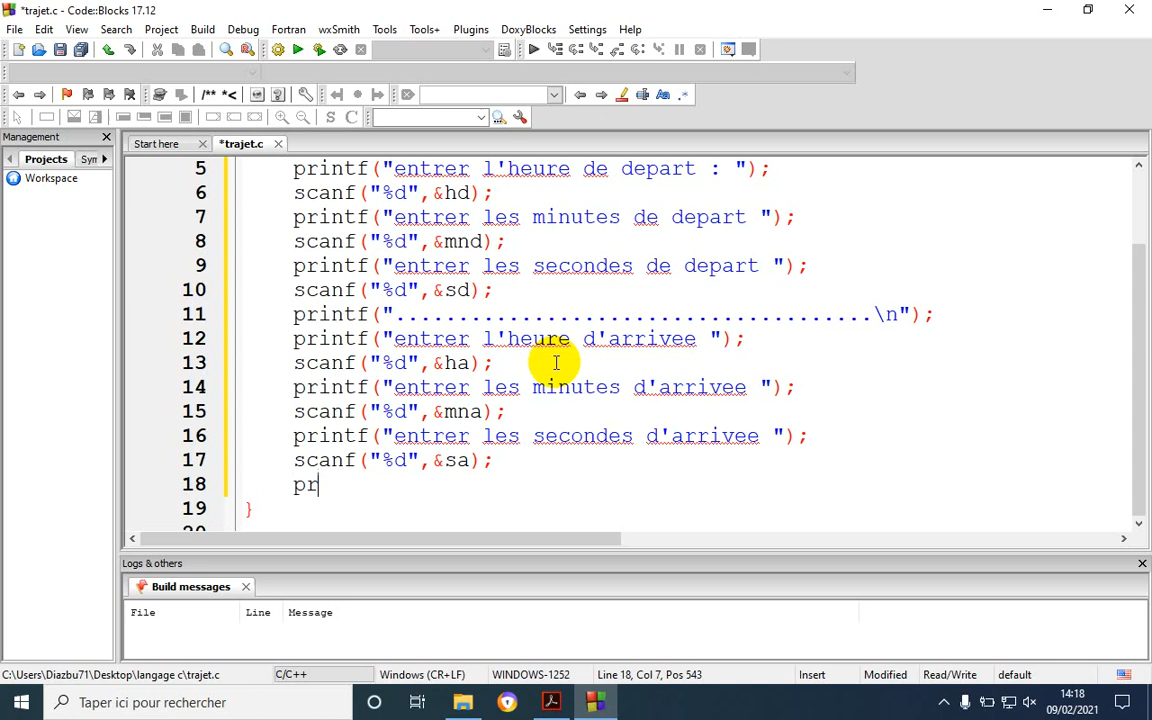 *trajet.c - Code::Blocks 17.12
File Edit View Search Project Build Debug Fortran wxSmith Tools Tools+ Plugins DoxyBlocks Settings Help
/** *<
S C
Aa .*
Management
Projects Syn
Workspace
Start here *trajet.c
5 printf("entrer l'heure de depart : ");
6 scanf("%d",&hd);
7 printf("entrer les minutes de depart ");
8 scanf("%d",&mnd);
9 printf("entrer les secondes de depart ");
10 scanf("%d",&sd);
11 printf("......................................\n");
12 printf("entrer l'heure d'arrivee ");
13 scanf("%d",&ha);
14 printf("entrer les minutes d'arrivee ");
15 scanf("%d",&mna);
16 printf("entrer les secondes d'arrivee ");
17 scanf("%d",&sa);
18 pr
19 }
Logs & others
Build messages
File Line Message
C:\Users\Diazbu71\Desktop\langage c\trajet.c C/C++ Windows (CR+LF) WINDOWS-1252 Line 18, Col 7, Pos 543 Insert Modified Read/Write default
Taper ici pour rechercher
14:18
09/02/2021